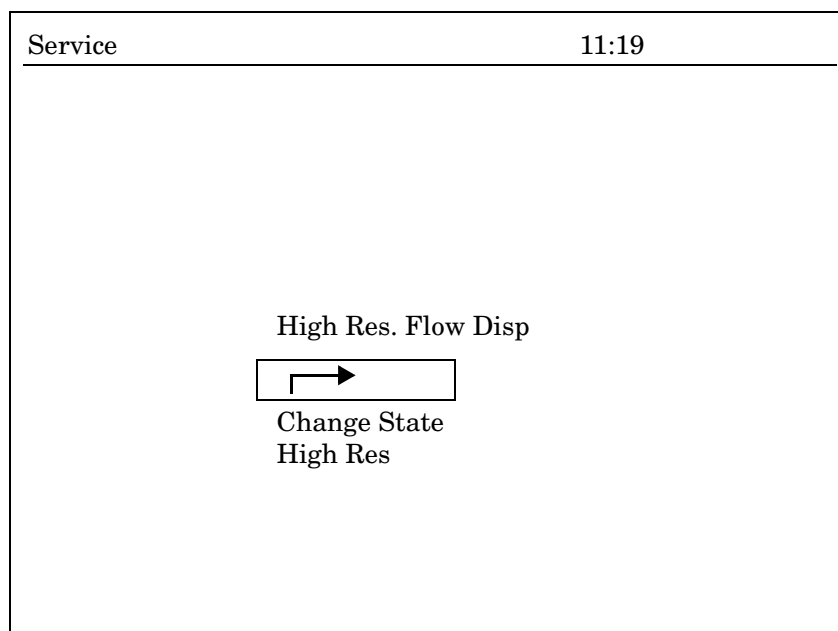 Service 11:19
High Res. Flow Disp
Change State
High Res